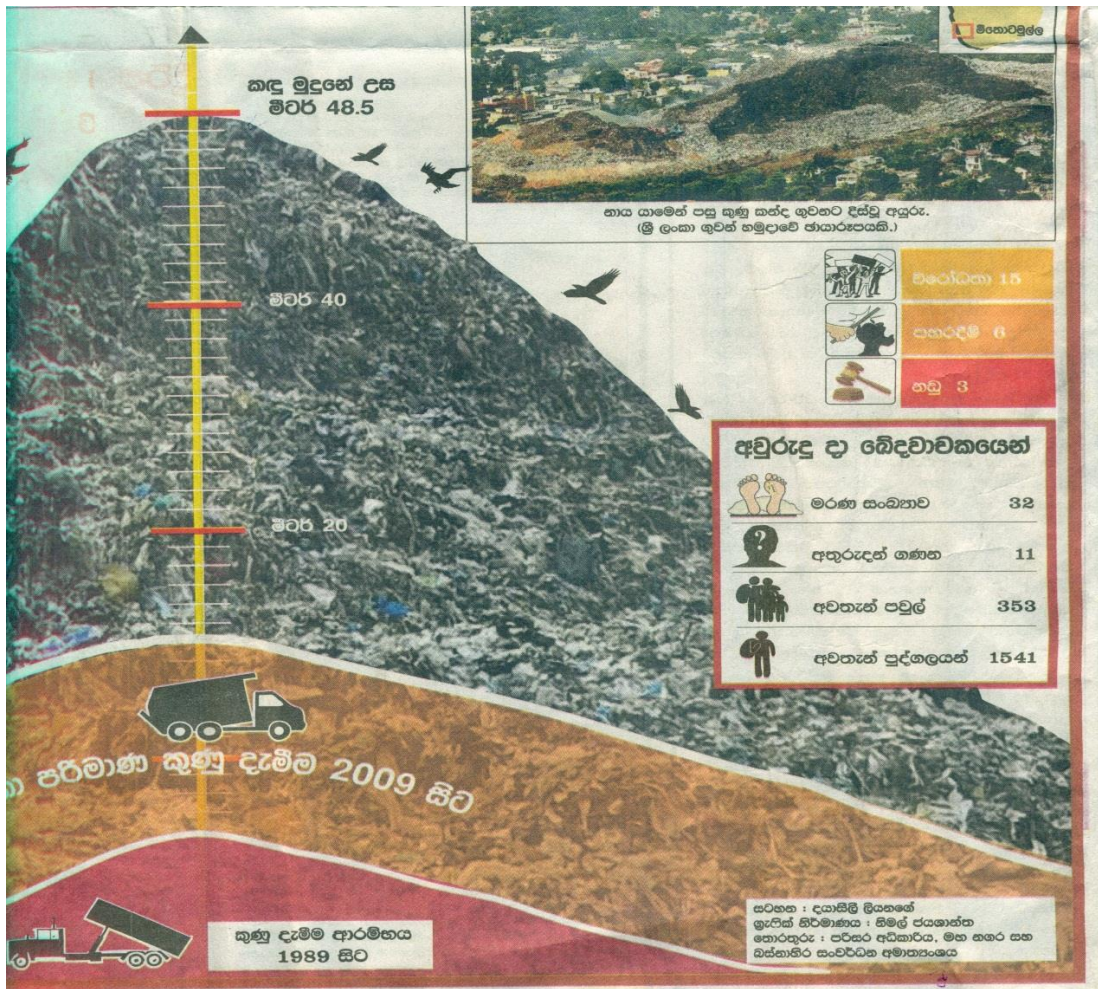 මීතොටමුල්ල
කඳු මුදුනේ උස
මීටර් 48.5
නාය යාමෙන් පසු කුණු කන්ද ගුවනට දිස්වූ අයුරු.
(ශ්‍රී ලංකා ගුවන් හමුදාවේ ඡායාරූපයකි.)
විරෝධතා 15
පහරදීම් 6
නඩු 3
මීටර් 40
අවුරුදු දා ඛේදවාචකයෙන්
මරණ සංඛ්‍යාව 32
අතුරුදන් ගණන 11
අවතැන් පවුල් 353
අවතැන් පුද්ගලයන් 1541
මීටර් 20
පරිමාණ කුණු දැමීම 2009 සිට
කුණු දැමීම ආරම්භය
1989 සිට
සටහන : දයාසීලි ලියනගේ
ග්‍රැෆික් නිර්මාණය : නිමල් ජයශාන්ත
තොරතුරු : පරිසර අධිකාරිය, මහ නගර සහ
බස්නාහිර සංවර්ධන අමාත්‍යංශය